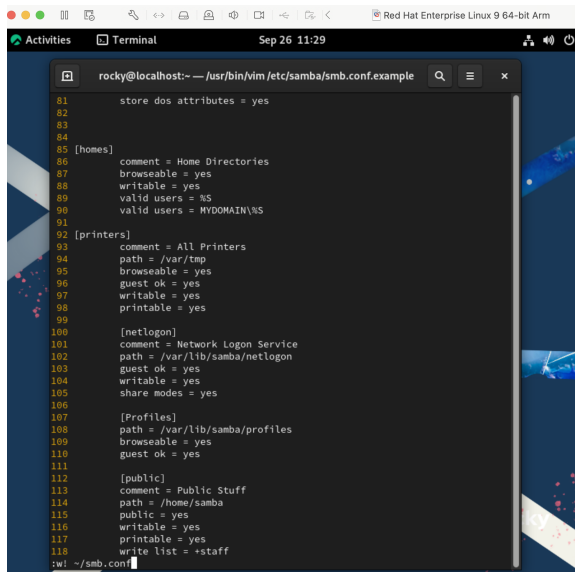 Red Hat Enterprise Linux 9 64-bit Arm
Activities Terminal Sep 26 11:29
rocky@localhost:~ — /usr/bin/vim /etc/samba/smb.conf.example
81 store dos attributes = yes
82
83
84
85 [homes]
86 comment = Home Directories
87 browseable = yes
88 writable = yes
89 valid users = %S
90 valid users = MYDOMAIN\%S
91
92 [printers]
93 comment = All Printers
94 path = /var/tmp
95 browseable = yes
96 guest ok = yes
97 writable = yes
98 printable = yes
99
100 [netlogon]
101 comment = Network Logon Service
102 path = /var/lib/samba/netlogon
103 guest ok = yes
104 writable = yes
105 share modes = yes
106
107 [Profiles]
108 path = /var/lib/samba/profiles
109 browseable = yes
110 guest ok = yes
111
112 [public]
113 comment = Public Stuff
114 path = /home/samba
115 public = yes
116 writable = yes
117 printable = yes
118 write list = +staff
:w! ~/smb.conf